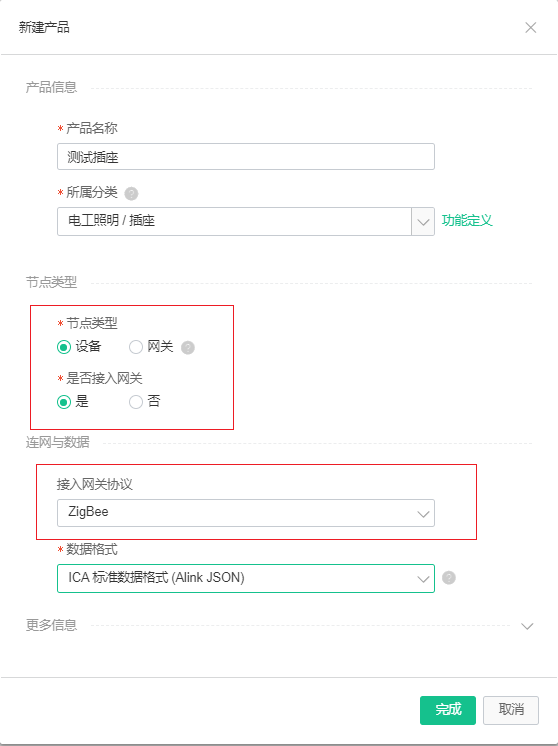 新建产品
产品信息
* 产品名称
测试插座
* 所属分类 ?
电工照明 / 插座 功能定义
节点类型
* 节点类型
设备 网关 ?
* 是否接入网关
是 否
连网与数据
接入网关协议
ZigBee
* 数据格式
ICA 标准数据格式 (Alink JSON) ?
更多信息
完成 取消